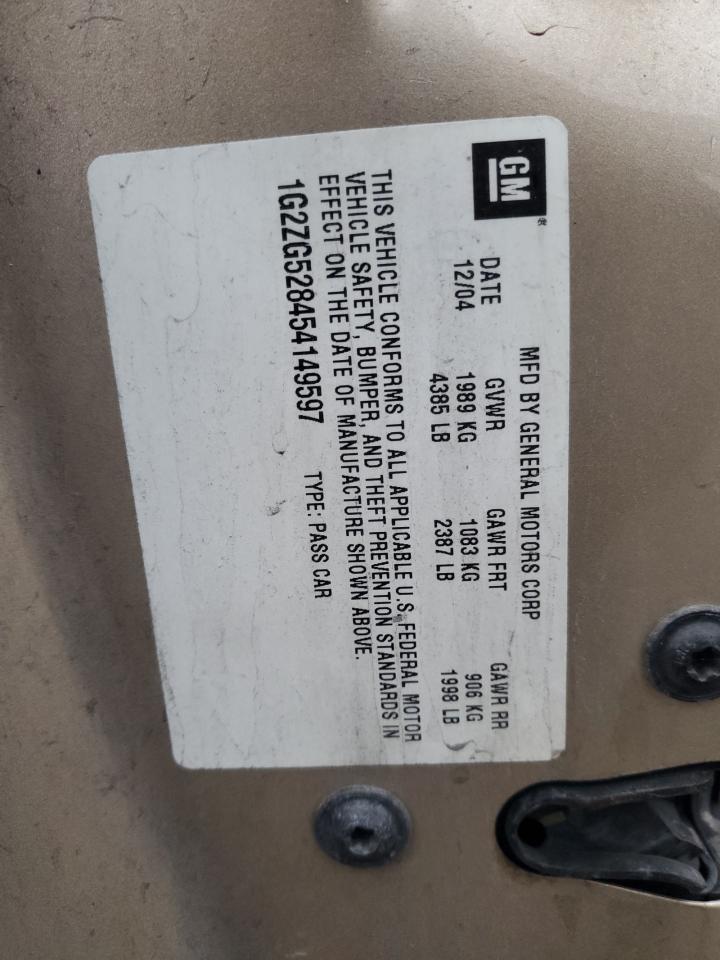 GM
MFD BY GENERAL MOTORS CORP
DATE GVWR GAWR FRT GAWR RR
12/04 1989 KG 1083 KG 906 KG
4385 LB 2387 LB 1998 LB
THIS VEHICLE CONFORMS TO ALL APPLICABLE U.S. FEDERAL MOTOR
VEHICLE SAFETY, BUMPER, AND THEFT PREVENTION STANDARDS IN
EFFECT ON THE DATE OF MANUFACTURE SHOWN ABOVE.
1G2ZG528454149597 TYPE: PASS CAR